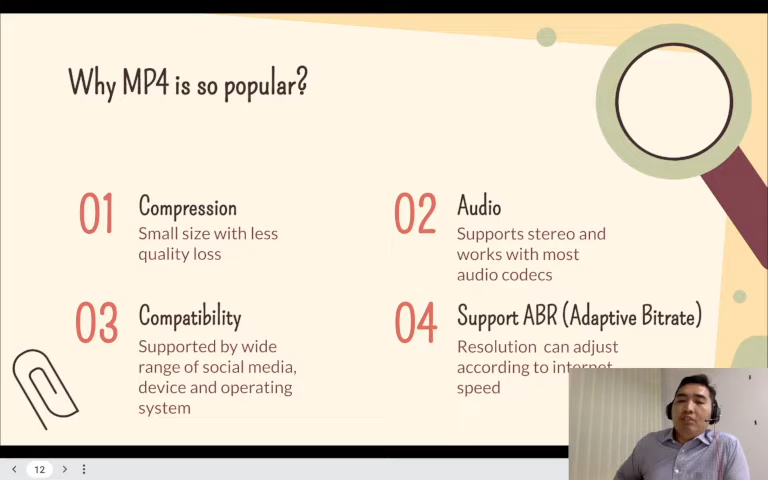 Why MP4 is so popular?
01
Compression
Small size with less
quality loss
02
Audio
Supports stereo and
works with most
audio codecs
03
Compatibility
Supported by wide
range of social media,
device and operating
system
04
Support ABR (Adaptive Bitrate)
Resolution can adjust
according to internet
speed
12